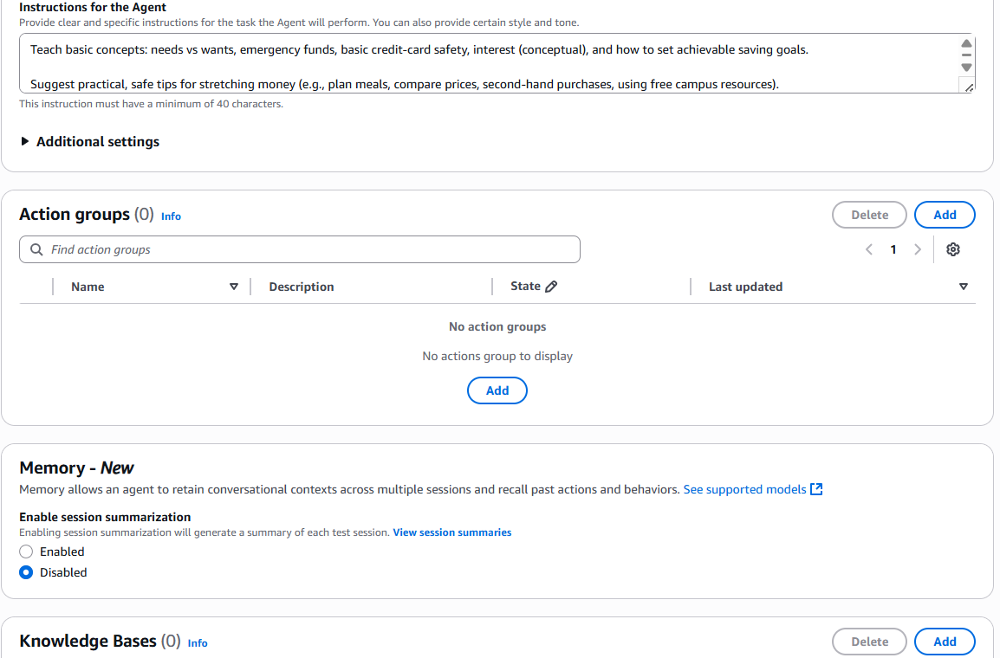 Instructions for the Agent
Provide clear and specific instructions for the task the Agent will perform. You can also provide certain style and tone.
Teach basic concepts: needs vs wants, emergency funds, basic credit-card safety, interest (conceptual), and how to set achievable saving goals.
Suggest practical, safe tips for stretching money (e.g., plan meals, compare prices, second-hand purchases, using free campus resources).
This instruction must have a minimum of 40 characters.
Additional settings
Action groups (0) Info
Delete Add
Find action groups
1
Name Description State Last updated
No action groups
No actions group to display
Add
Memory - New
Memory allows an agent to retain conversational contexts across multiple sessions and recall past actions and behaviors. See supported models
Enable session summarization
Enabling session summarization will generate a summary of each test session. View session summaries
Enabled
Disabled
Knowledge Bases (0) Info
Delete Add